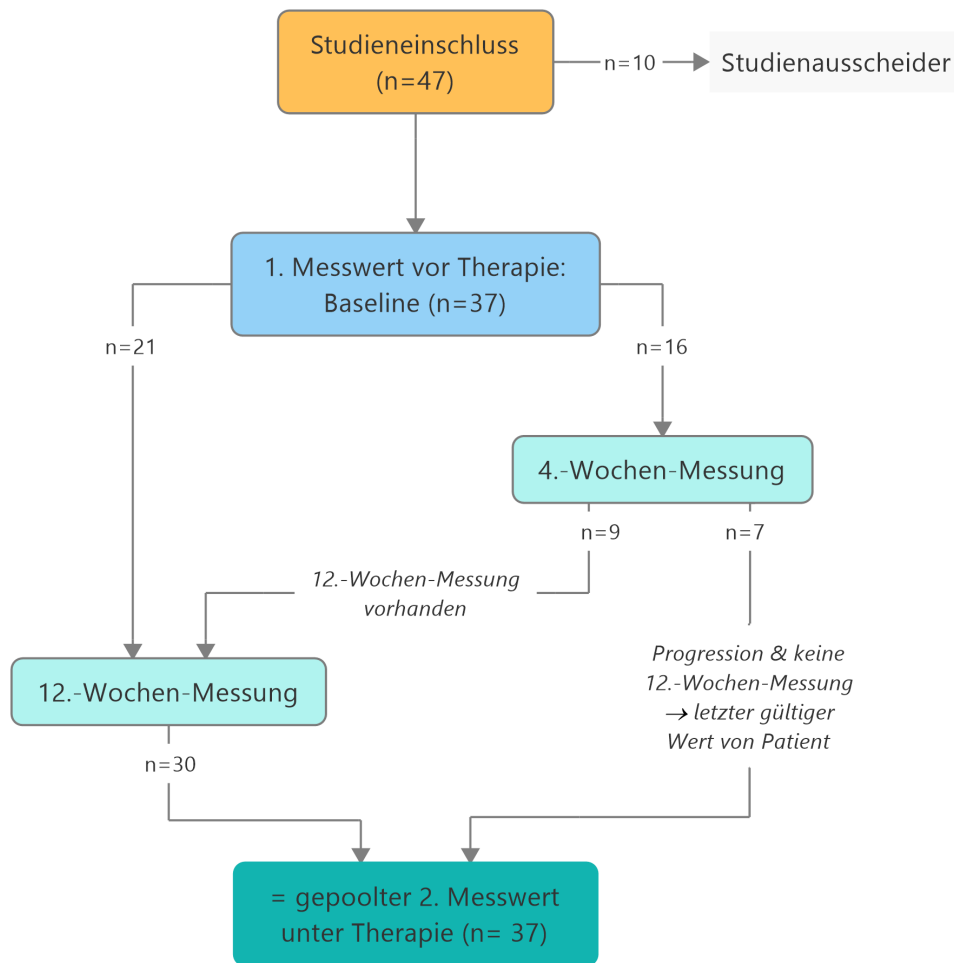 Studieneinschluss
(n=47)
n=10
Studienausscheider
1. Messwert vor Therapie:
Baseline (n=37)
n=21
n=16
4.-Wochen-Messung
n=9
n=7
12.-Wochen-Messung
vorhanden
Progression & keine
12.-Wochen-Messung
→ letzter gültiger
Wert von Patient
12.-Wochen-Messung
n=30
= gepoolter 2. Messwert
unter Therapie (n= 37)